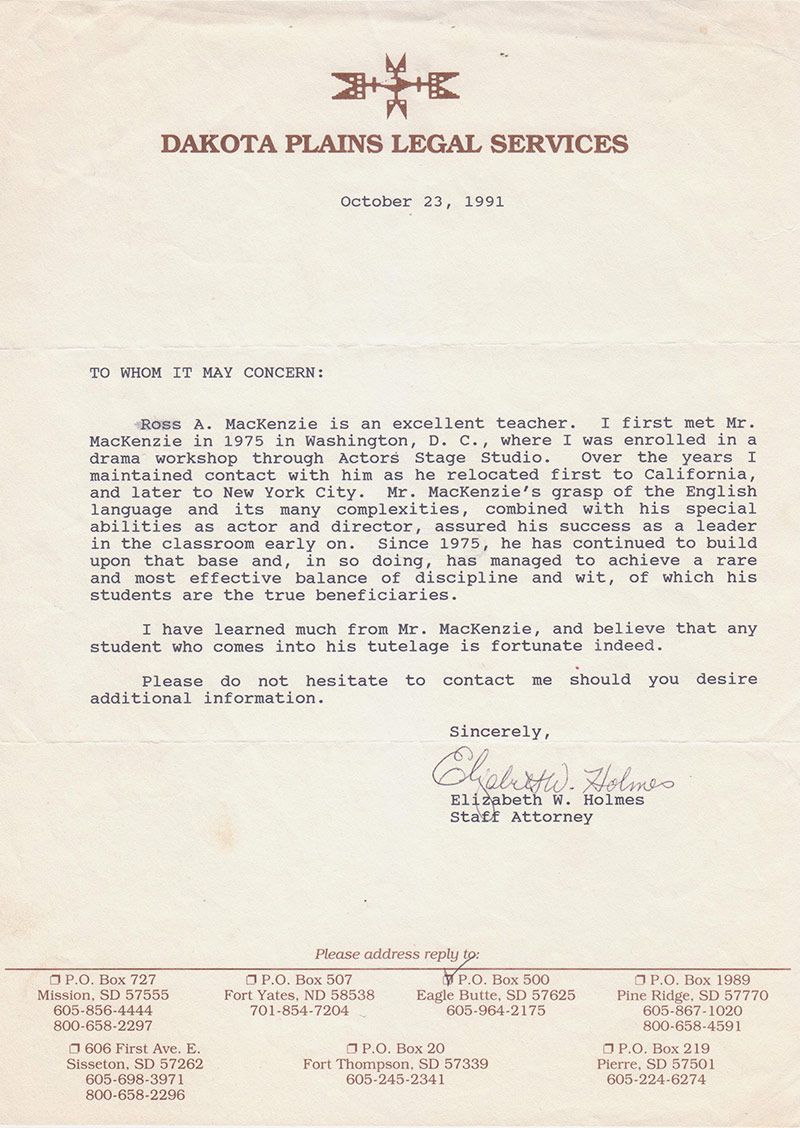 DAKOTA PLAINS LEGAL SERVICES
October 23, 1991
TO WHOM IT MAY CONCERN:
Ross A. MacKenzie is an excellent teacher. I first met Mr.
MacKenzie in 1975 in Washington, D. C., where I was enrolled in a
drama workshop through Actors Stage Studio. Over the years I
maintained contact with him as he relocated first to California,
and later to New York City. Mr. MacKenzie's grasp of the English
language and its many complexities, combined with his special
abilities as actor and director, assured his success as a leader
in the classroom early on. Since 1975, he has continued to build
upon that base and, in so doing, has managed to achieve a rare
and most effective balance of discipline and wit, of which his
students are the true beneficiaries.
I have learned much from Mr. MacKenzie, and believe that any
student who comes into his tutelage is fortunate indeed.
Please do not hesitate to contact me should you desire
additional information.
Sincerely,
Elizabeth W. Holmes
Elizabeth W. Holmes
Staff Attorney
Please address reply to:
❒ P.O. Box 727
Mission, SD 57555
605-856-4444
800-658-2297
❒ P.O. Box 507
Fort Yates, ND 58538
701-854-7204
❒ P.O. Box 500
Eagle Butte, SD 57625
605-964-2175
❒ P.O. Box 1989
Pine Ridge, SD 57770
605-867-1020
800-658-4591
❒ 606 First Ave. E.
Sisseton, SD 57262
605-698-3971
800-658-2296
❒ P.O. Box 20
Fort Thompson, SD 57339
605-245-2341
❒ P.O. Box 219
Pierre, SD 57501
605-224-6274